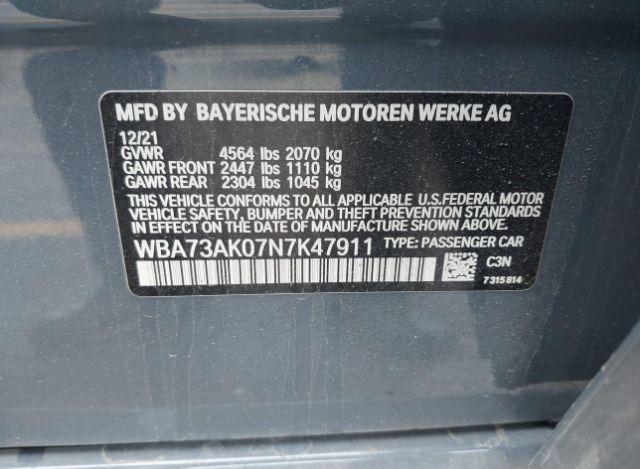 MFD BY BAYERISCHE MOTOREN WERKE AG
12/21
GVWR 4564 lbs 2070 kg
GAWR FRONT 2447 lbs 1110 kg
GAWR REAR 2304 lbs 1045 kg
THIS VEHICLE CONFORMS TO ALL APPLICABLE U.S.FEDERAL MOTOR
VEHICLE SAFETY, BUMPER AND THEFT PREVENTION STANDARDS
IN EFFECT ON THE DATE OF MANUFACTURE SHOWN ABOVE.
WBA73AK07N7K47911 TYPE: PASSENGER CAR
C3N
7315814